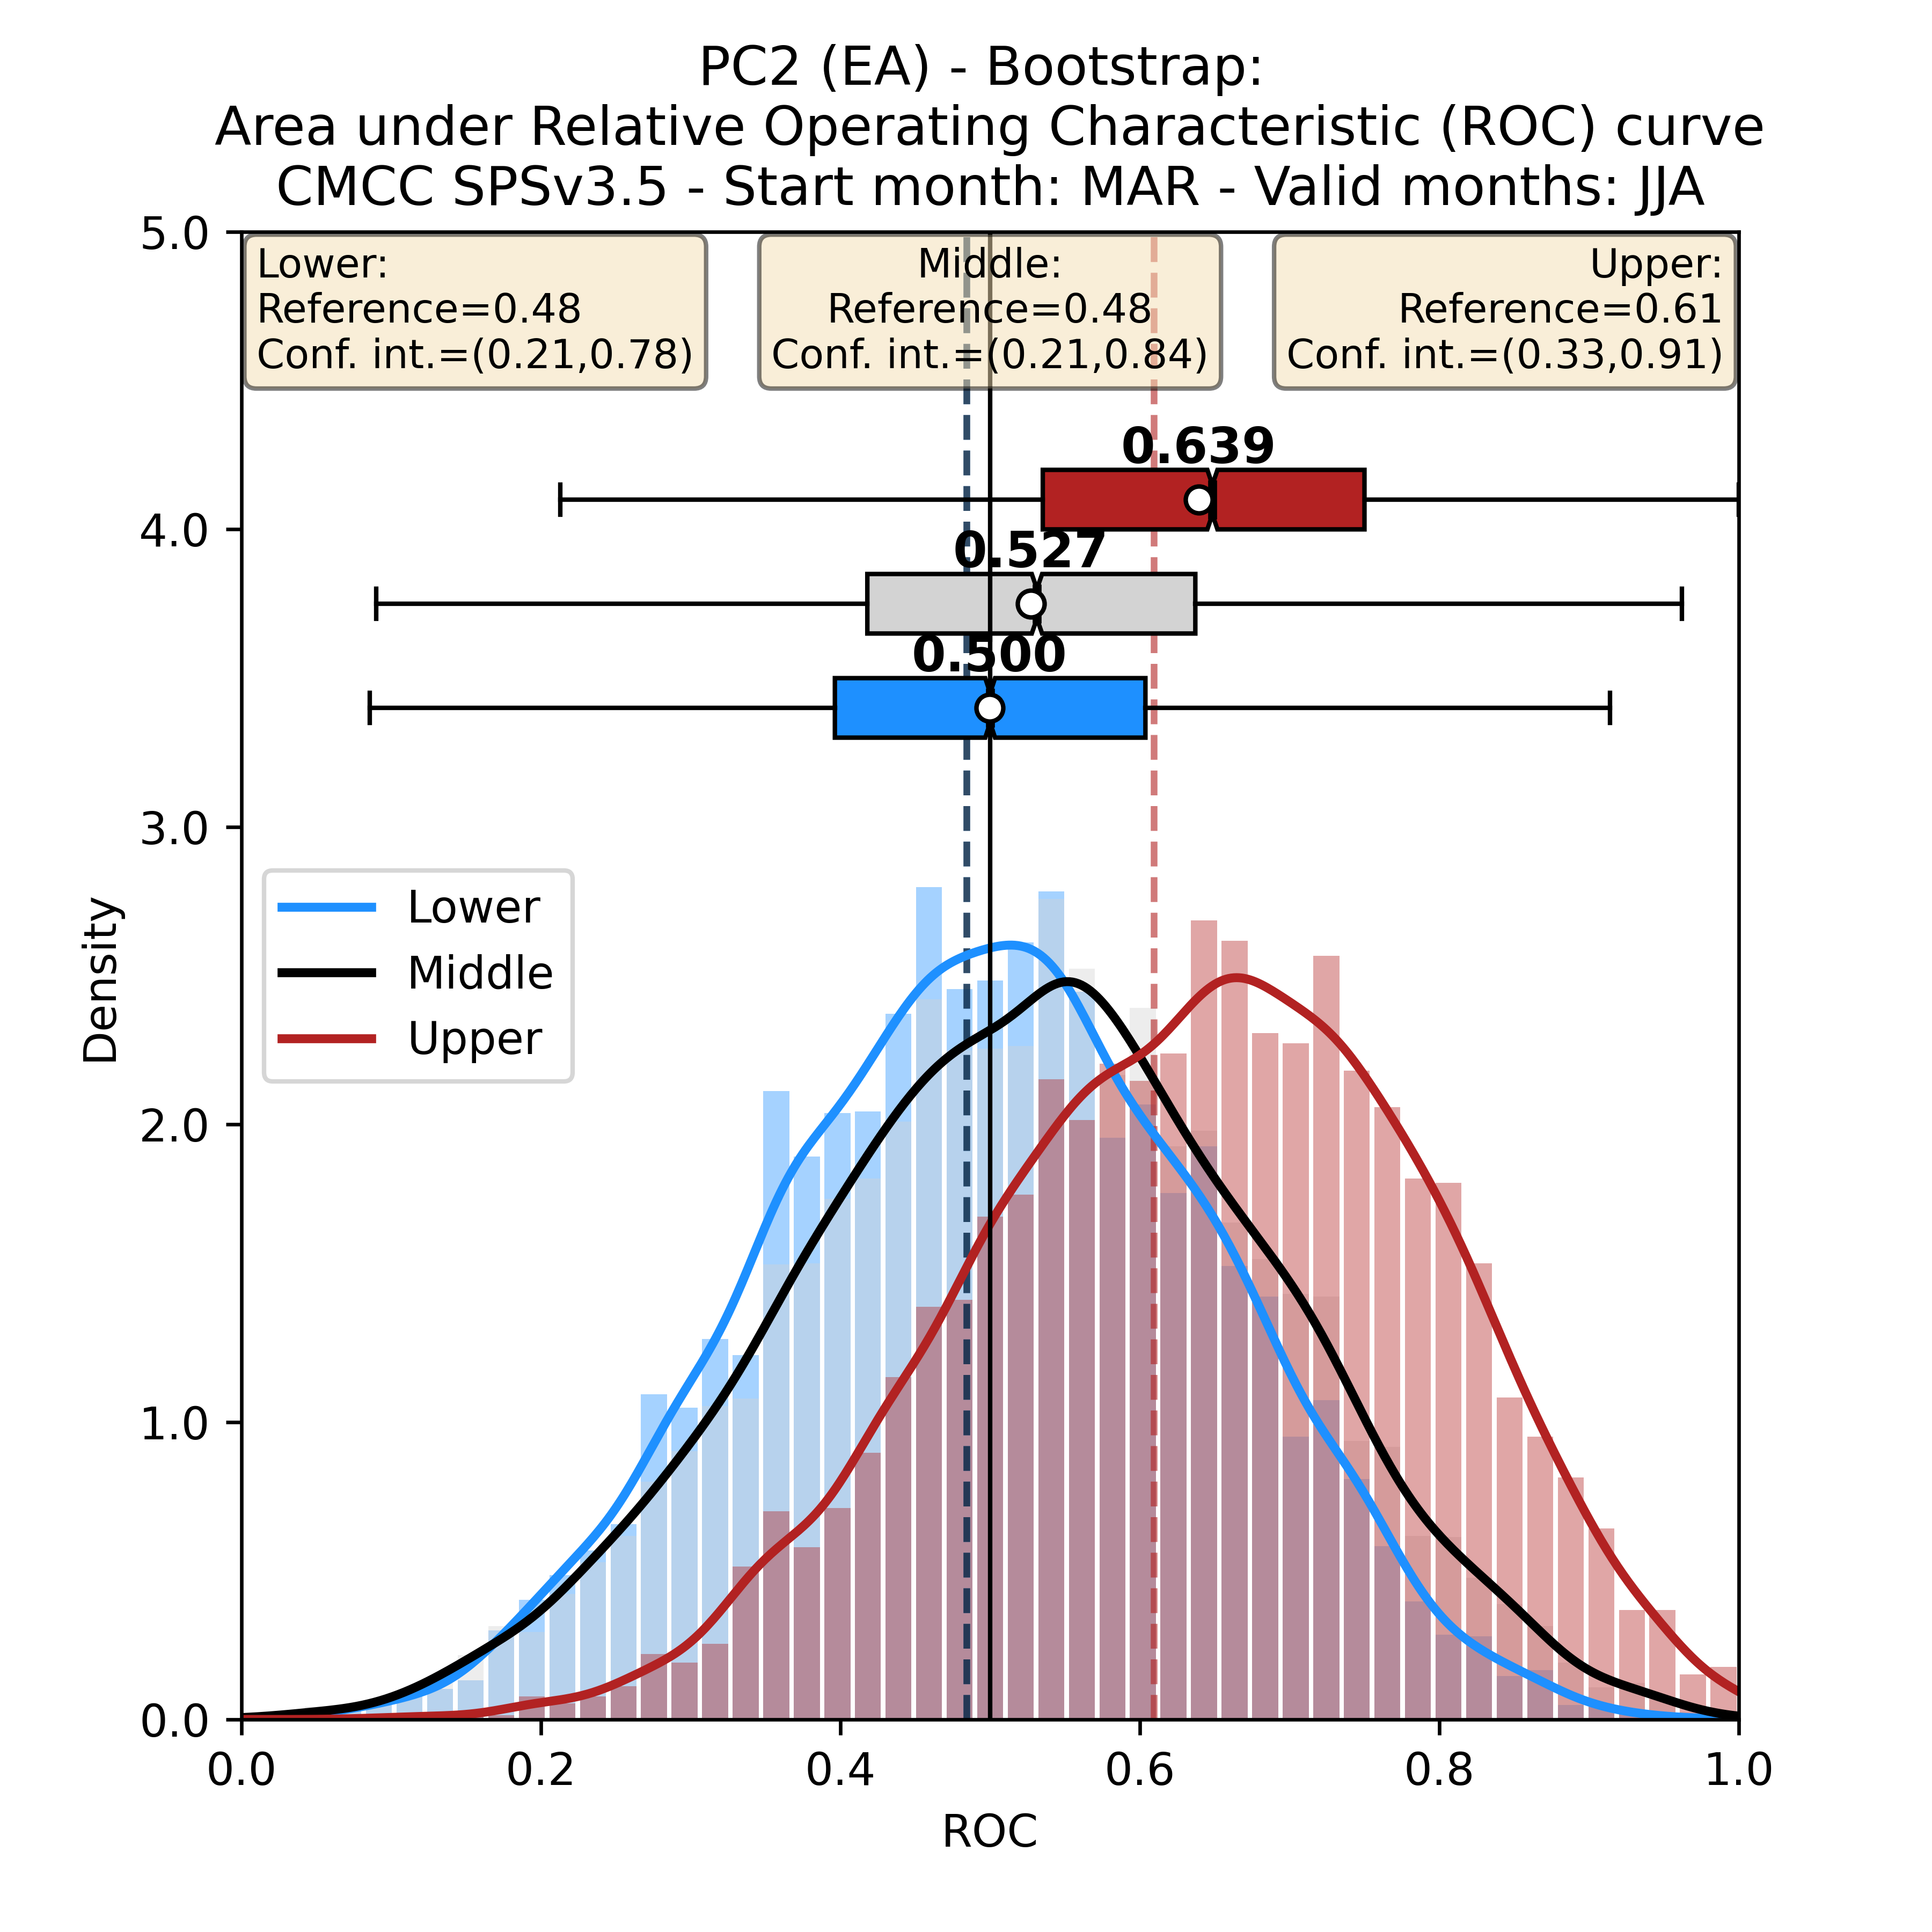 PC2 (EA) - Bootstrap:
Area under Relative Operating Characteristic (ROC) curve
CMCC SPSv3.5 - Start month: MAR - Valid months: JJA
5.0
Lower:
Reference=0.48
Conf. int.=(0.21,0.78)
Middle:
Reference=0.48
Conf. int.=(0.21,0.84)
Upper:
Reference=0.61
Conf. int.=(0.33,0.91)
0.639
4.0
0.527
0.500
3.0
Lower
Middle
Upper
Density
2.0
1.0
0.0
0.0 0.2 0.4 0.6 0.8 1.0
ROC